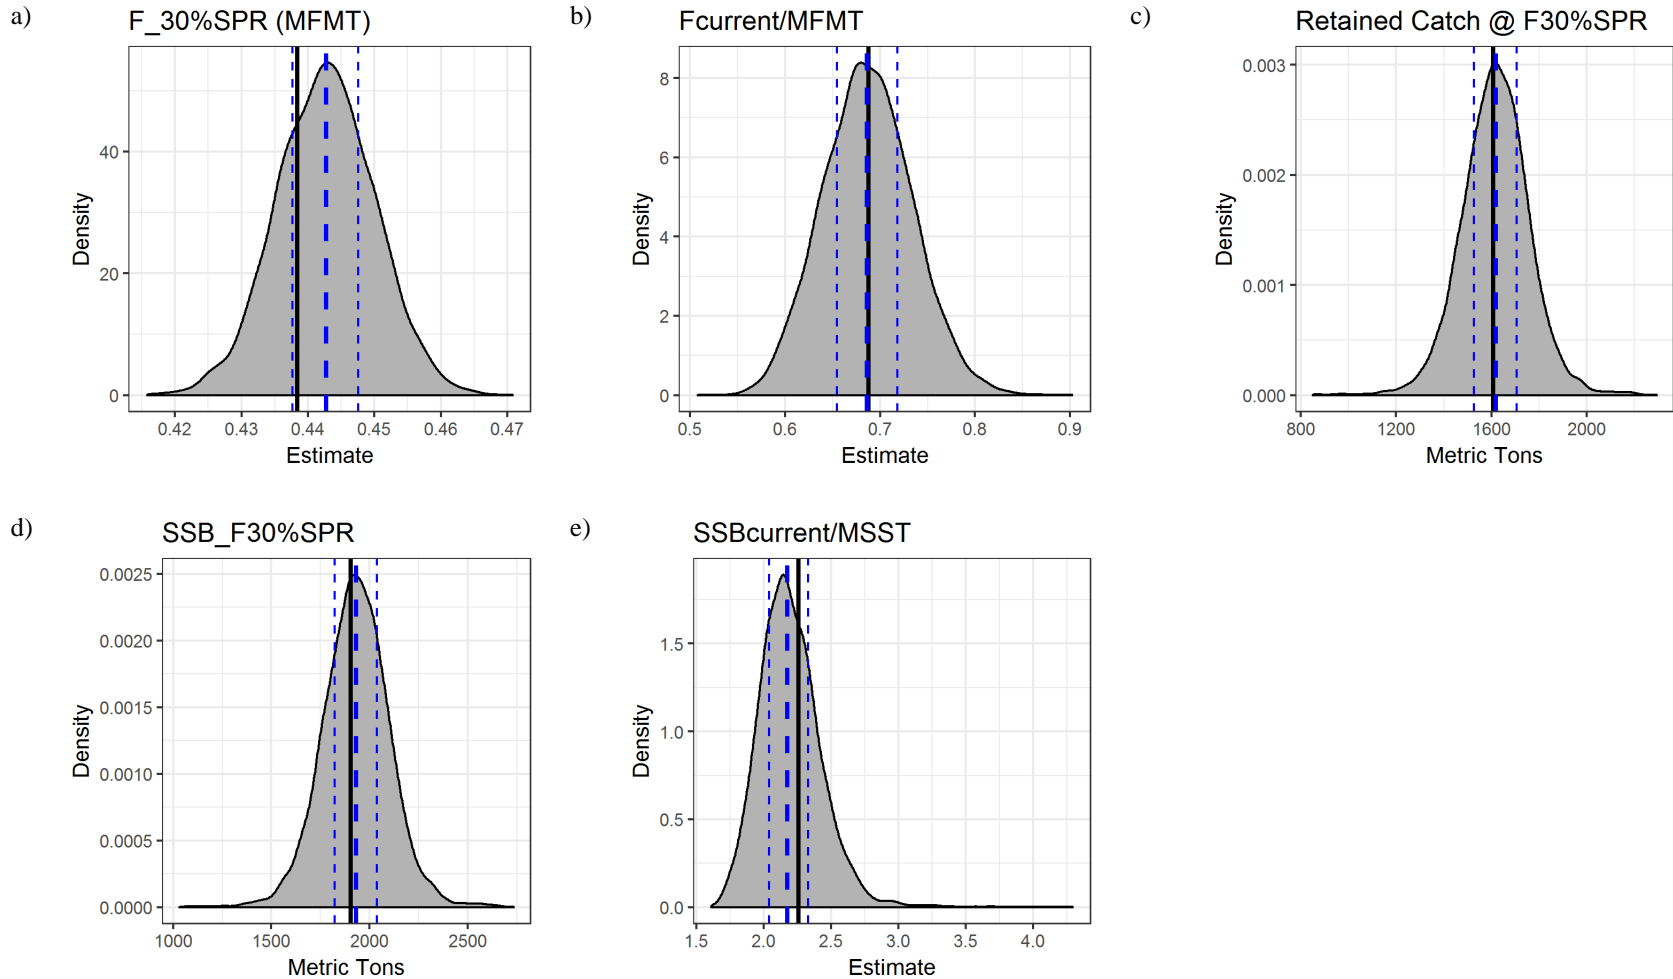 a)
F_30%SPR (MFMT)
Density
40
20
0
0.42 0.43 0.44 0.45 0.46 0.47
Estimate
b)
Fcurrent/MFMT
Density
8
6
4
2
0
0.5 0.6 0.7 0.8 0.9
Estimate
c)
Retained Catch @ F30%SPR
Density
0.003
0.002
0.001
0.000
800 1200 1600 2000
Metric Tons
d)
SSB_F30%SPR
Density
0.0025
0.0020
0.0015
0.0010
0.0005
0.0000
1000 1500 2000 2500
Metric Tons
e)
SSBcurrent/MSST
Density
1.5
1.0
0.5
0.0
1.5 2.0 2.5 3.0 3.5 4.0
Estimate